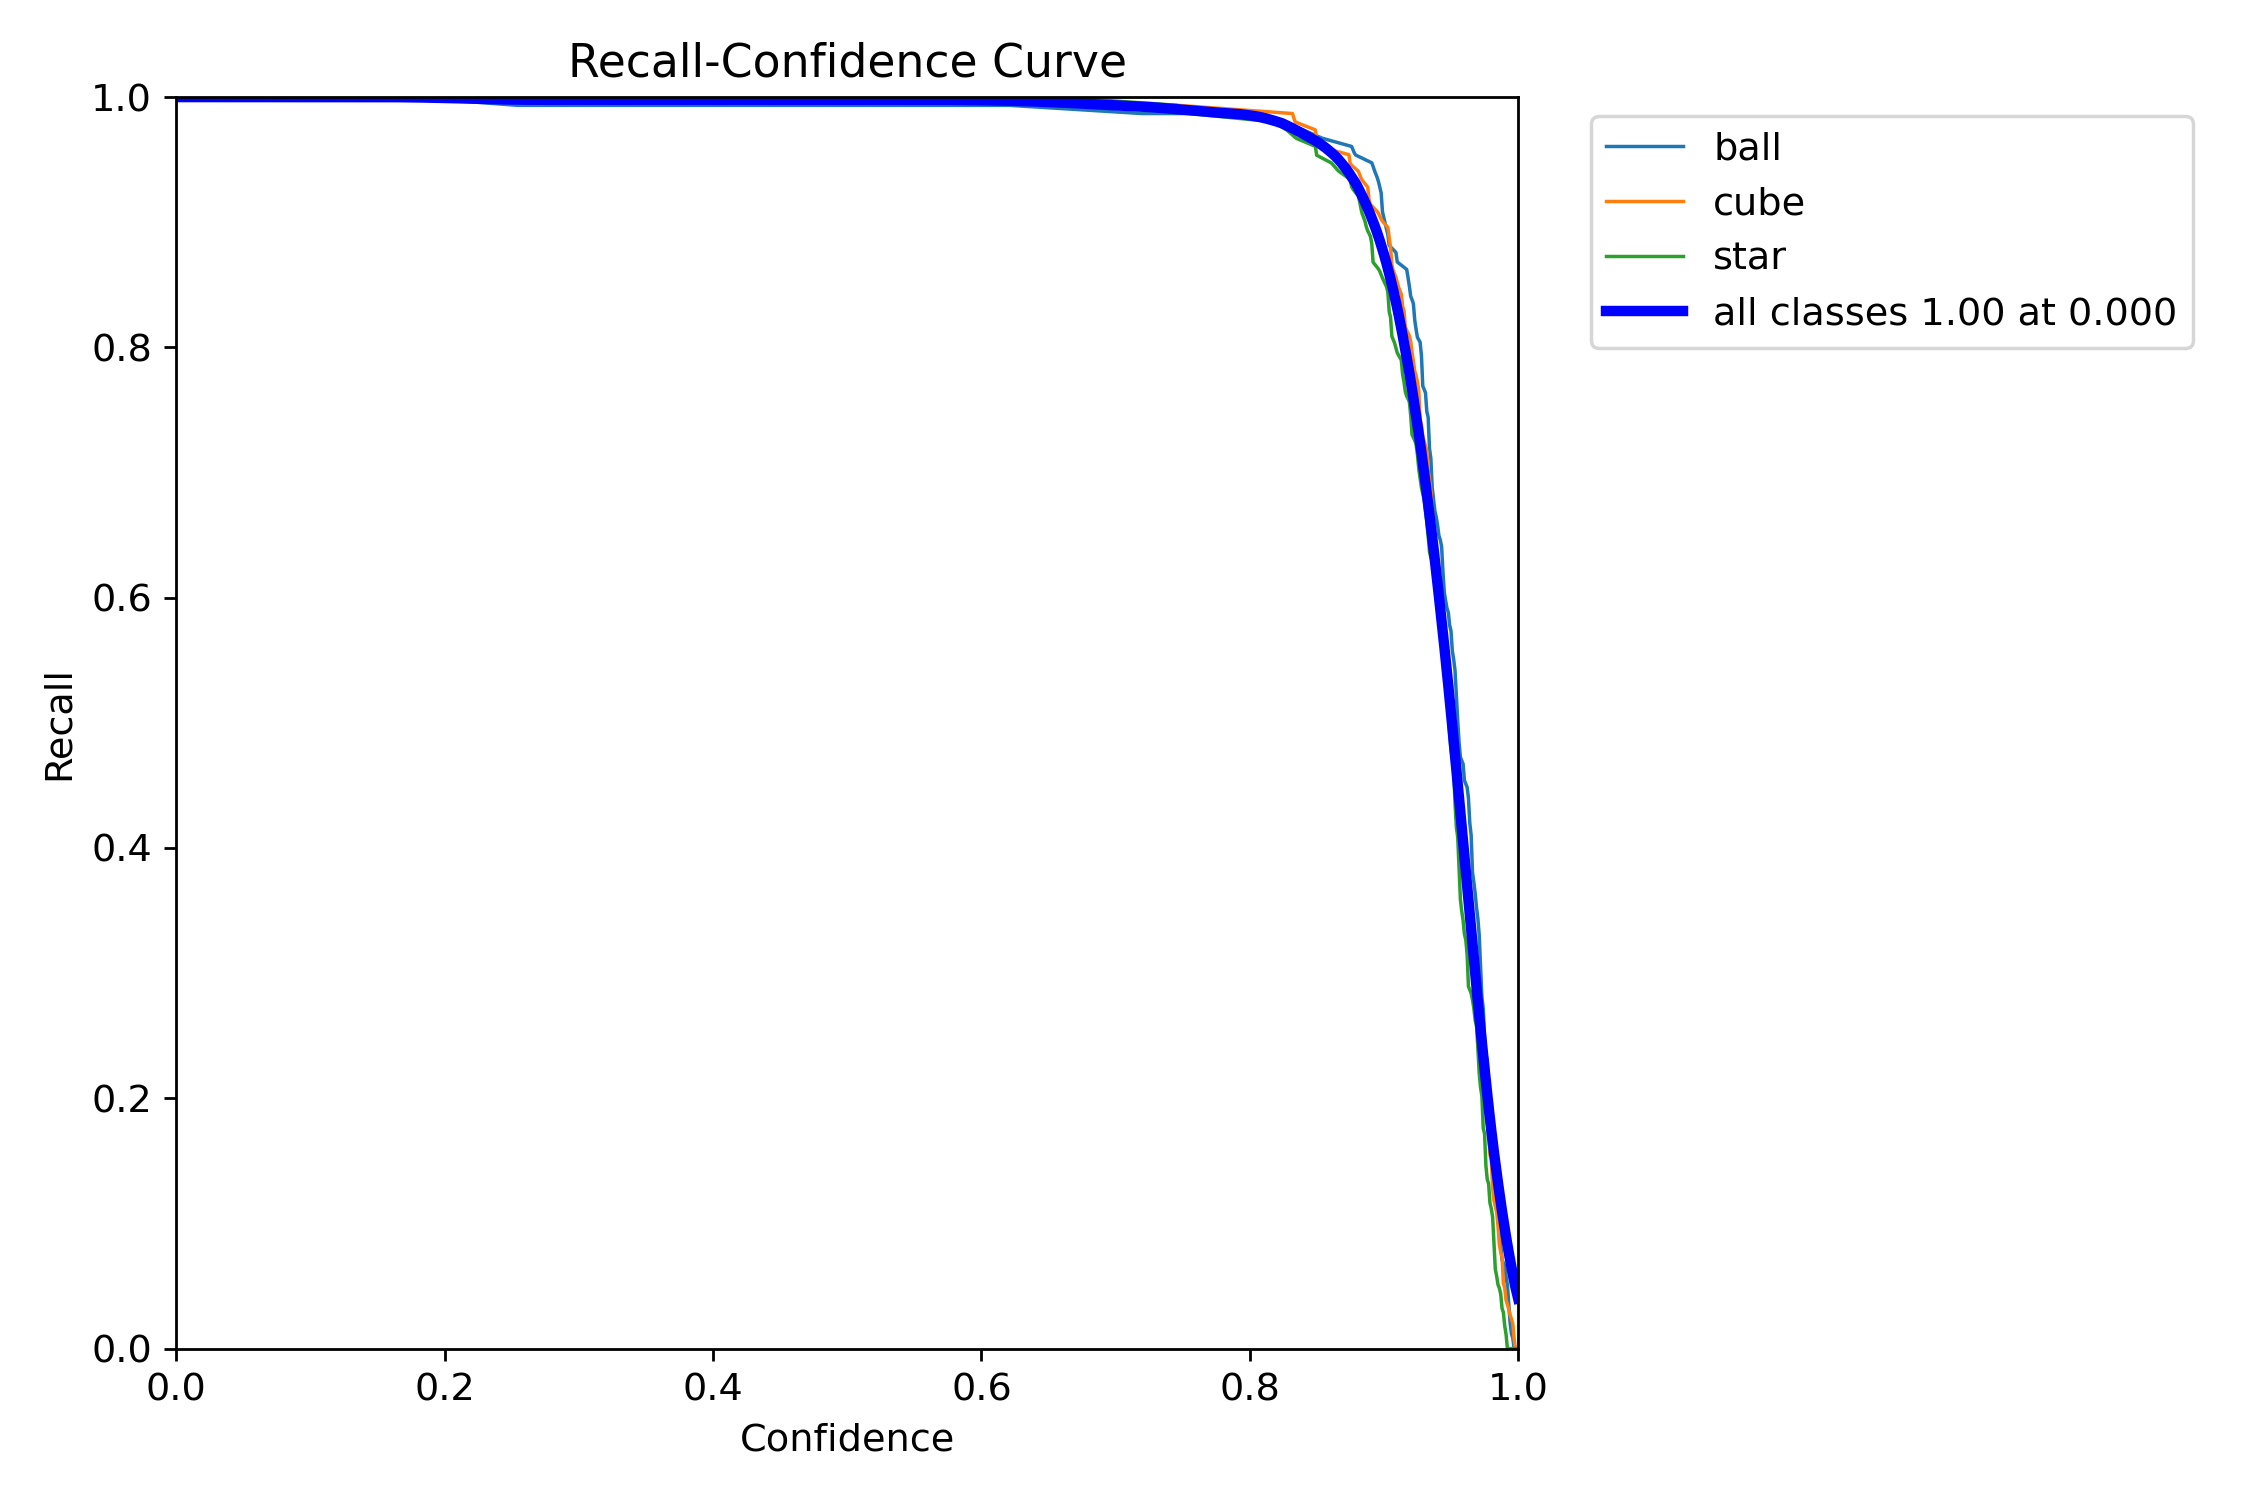 Recall-Confidence Curve
1.0
0.8
0.6
0.4
0.2
0.0
Recall
0.0 0.2 0.4 0.6 0.8 1.0
Confidence
ball
cube
star
all classes 1.00 at 0.000